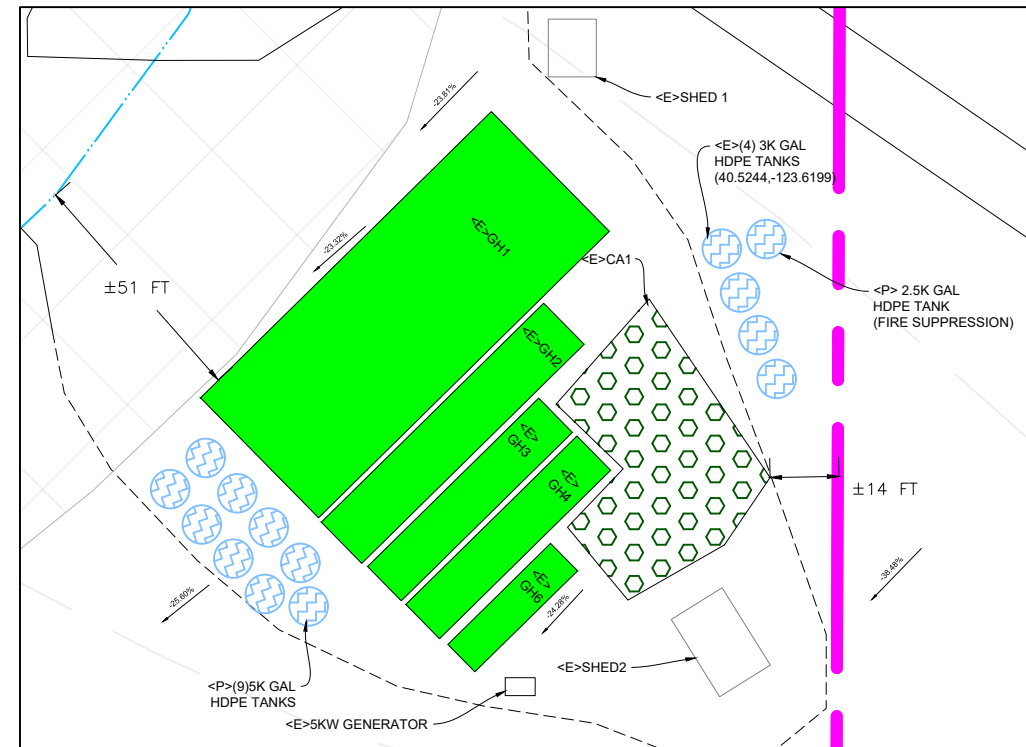 -23.81%
<E>SHED 1
<E>(4) 3K GAL
HDPE TANKS
(40.5244,-123.6199)
<E>GH1
-23.32%
<E>CA1
±51 FT
<P> 2.5K GAL
HDPE TANK
(FIRE SUPPRESSION)
<E>GH2
<E>
GH3
<E>
GH4
±14 FT
-38.48%
<E>
GH6
-25.60%
-24.28%
<E>SHED2
<P>(9)5K GAL
HDPE TANKS
<E>5KW GENERATOR